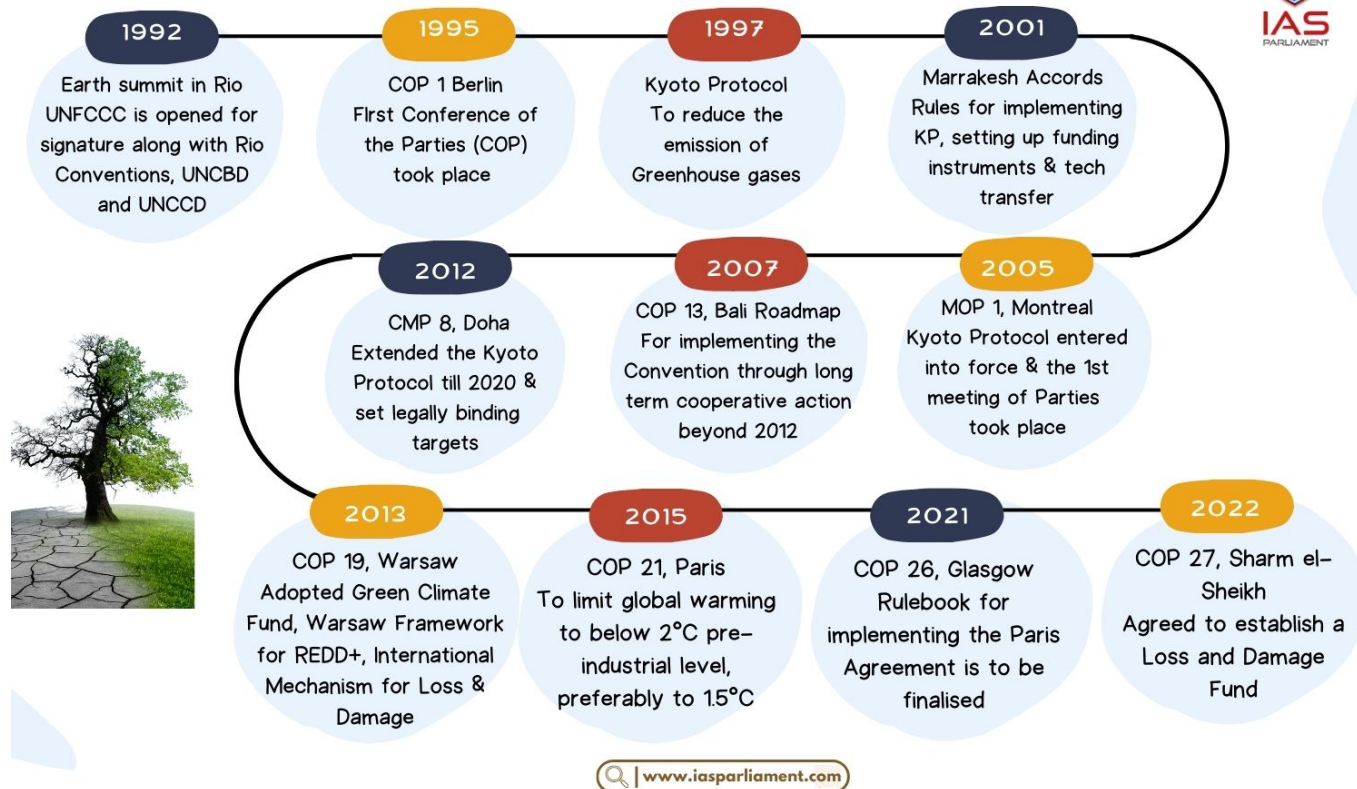 IAS
PARLIAMENT
1992
Earth summit in Rio
UNFCCC is opened for
signature along with Rio
Conventions, UNCBD
and UNCCD
1995
COP 1 Berlin
FIrst Conference of
the Parties (COP)
took place
1997
Kyoto Protocol
To reduce the
emission of
Greenhouse gases
2001
Marrakesh Accords
Rules for implementing
KP, setting up funding
instruments & tech
transfer
2005
MOP 1, Montreal
Kyoto Protocol entered
into force & the 1st
meeting of Parties
took place
2007
COP 13, Bali Roadmap
For implementing the
Convention through long
term cooperative action
beyond 2012
2012
CMP 8, Doha
Extended the Kyoto
Protocol till 2020 &
set legally binding
targets
2013
COP 19, Warsaw
Adopted Green Climate
Fund, Warsaw Framework
for REDD+, International
Mechanism for Loss &
Damage
2015
COP 21, Paris
To limit global warming
to below 2°C pre-
industrial level,
preferably to 1.5°C
2021
COP 26, Glasgow
Rulebook for
implementing the Paris
Agreement is to be
finalised
2022
COP 27, Sharm el-
Sheikh
Agreed to establish a
Loss and Damage
Fund
www.iasparliament.com